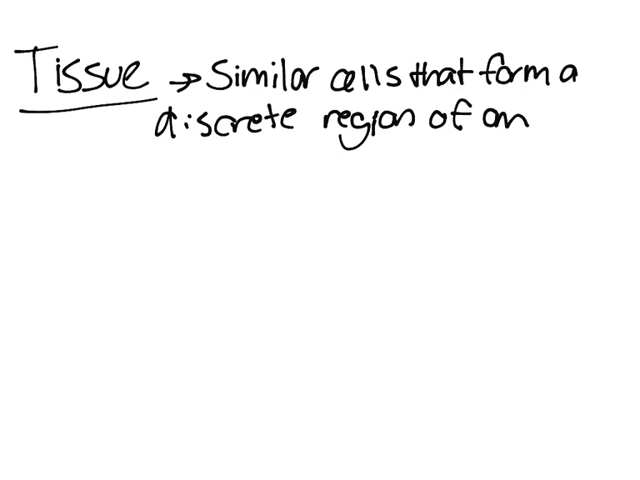 Tissue → Similar cells that form a
discrete region of an